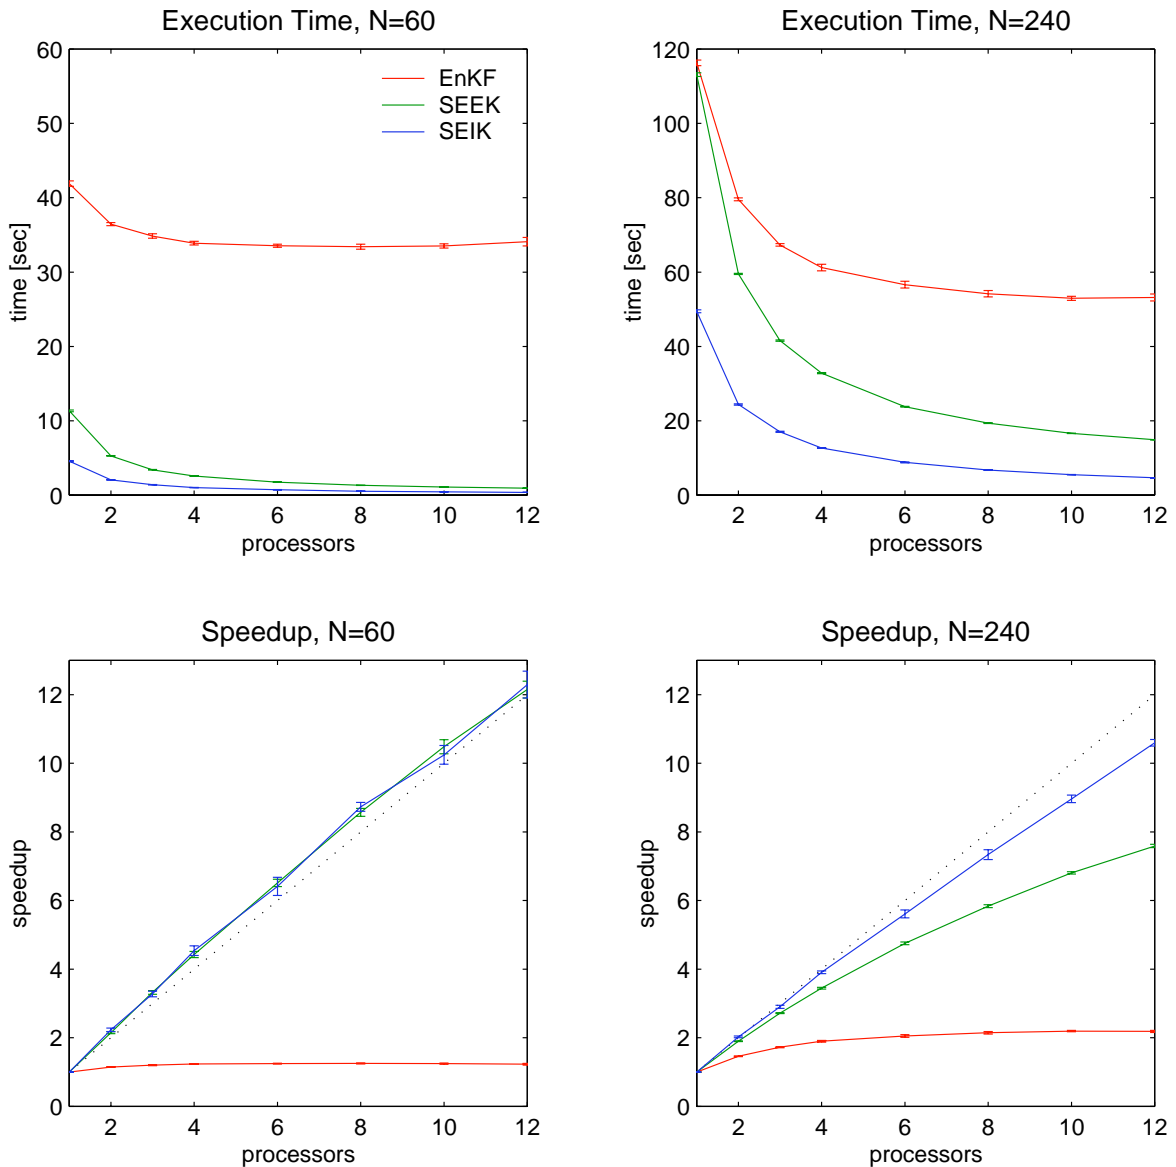 Execution Time, N=60
60
50
40
30
20
10
0
time [sec]
EnKF
SEEK
SEIK
2 4 6 8 10 12
processors
Execution Time, N=240
120
100
80
60
40
20
0
time [sec]
2 4 6 8 10 12
processors
Speedup, N=60
12
10
8
6
4
2
0
speedup
2 4 6 8 10 12
processors
Speedup, N=240
12
10
8
6
4
2
0
speedup
2 4 6 8 10 12
processors